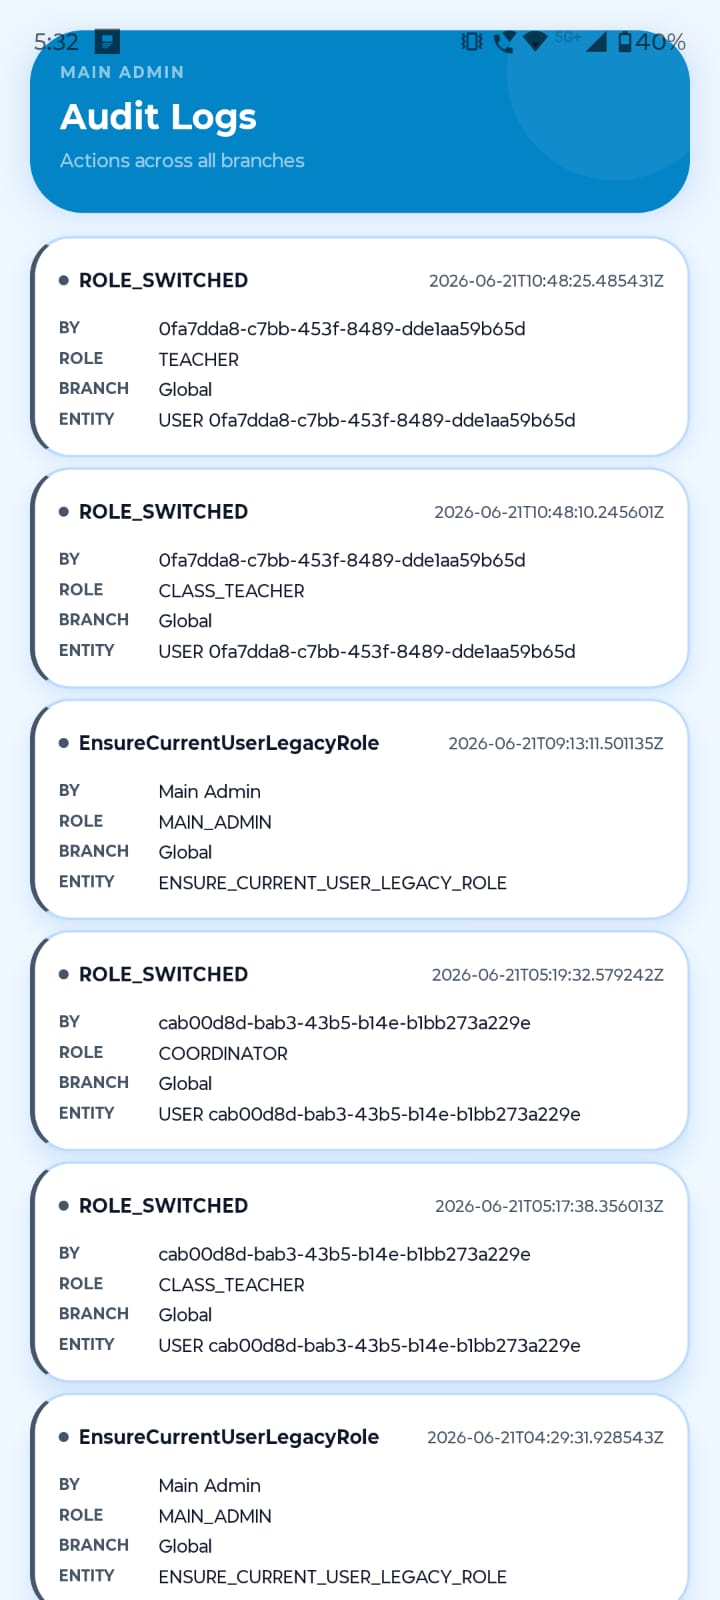 5:32 5G+ 40%
MAIN ADMIN
Audit Logs
Actions across all branches
ROLE_SWITCHED 2026-06-21T10:48:25.485431Z
BY 0fa7dda8-c7bb-453f-8489-dde1aa59b65d
ROLE TEACHER
BRANCH Global
ENTITY USER 0fa7dda8-c7bb-453f-8489-dde1aa59b65d
ROLE_SWITCHED 2026-06-21T10:48:10.245601Z
BY 0fa7dda8-c7bb-453f-8489-dde1aa59b65d
ROLE CLASS_TEACHER
BRANCH Global
ENTITY USER 0fa7dda8-c7bb-453f-8489-dde1aa59b65d
EnsureCurrentUserLegacyRole 2026-06-21T09:13:11.501135Z
BY Main Admin
ROLE MAIN_ADMIN
BRANCH Global
ENTITY ENSURE_CURRENT_USER_LEGACY_ROLE
ROLE_SWITCHED 2026-06-21T05:19:32.579242Z
BY cab00d8d-bab3-43b5-b14e-b1bb273a229e
ROLE COORDINATOR
BRANCH Global
ENTITY USER cab00d8d-bab3-43b5-b14e-b1bb273a229e
ROLE_SWITCHED 2026-06-21T05:17:38.356013Z
BY cab00d8d-bab3-43b5-b14e-b1bb273a229e
ROLE CLASS_TEACHER
BRANCH Global
ENTITY USER cab00d8d-bab3-43b5-b14e-b1bb273a229e
EnsureCurrentUserLegacyRole 2026-06-21T04:29:31.928543Z
BY Main Admin
ROLE MAIN_ADMIN
BRANCH Global
ENTITY ENSURE_CURRENT_USER_LEGACY_ROLE